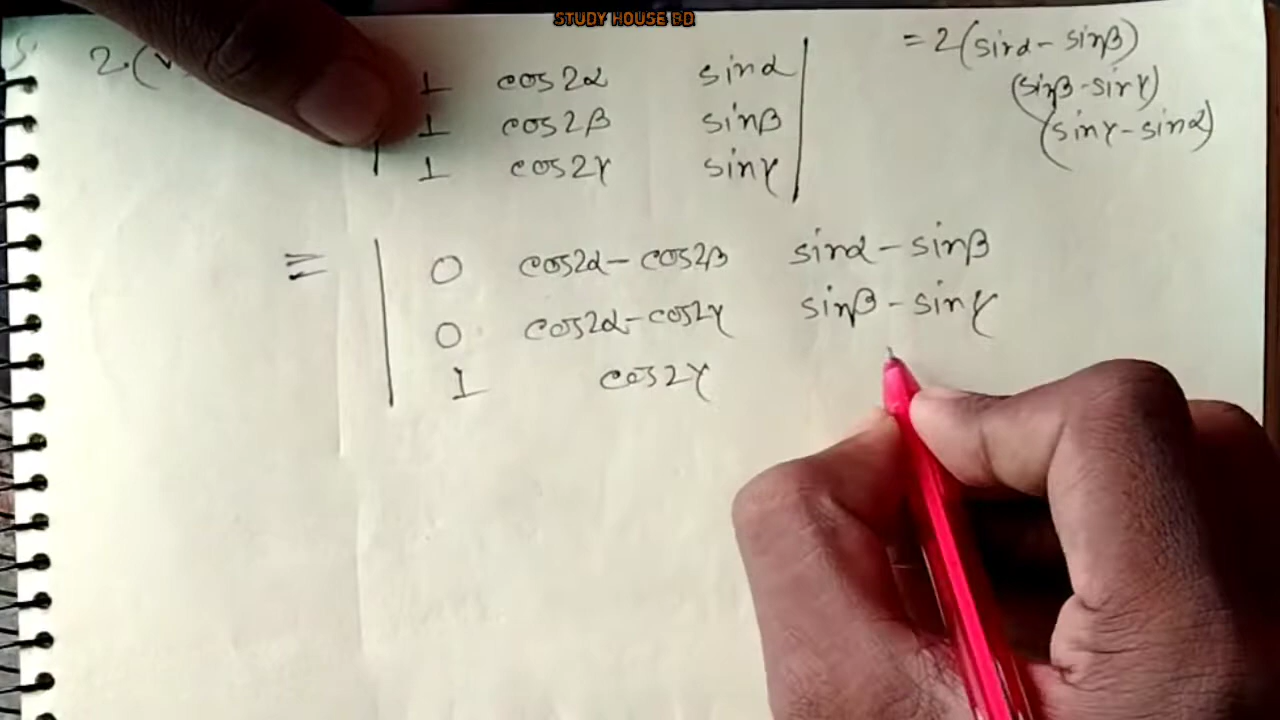 STUDY HOUSE BD
2.(
1 cos2α sinα
1 cos2β sinβ
1 cos2γ sinγ
= 2(sinα - sinβ)
(sinβ - sinγ)
(sinγ - sinα)
= 0 cos2α - cos2β sinα - sinβ
0 cos2α - cos2γ sinβ - sinγ
1 cos2γ